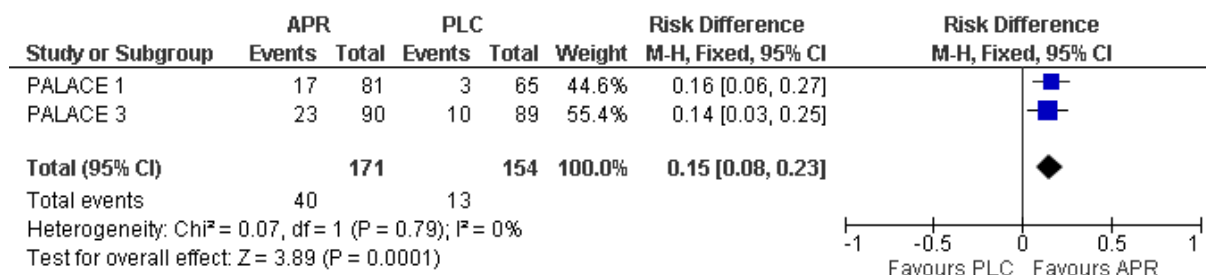 APR PLC Risk Difference Risk Difference
Study or Subgroup Events Total Events Total Weight M-H, Fixed, 95% CI M-H, Fixed, 95% CI
PALACE 1 17 81 3 65 44.6% 0.16 [0.06, 0.27]
PALACE 3 23 90 10 89 55.4% 0.14 [0.03, 0.25]
Total (95% CI) 171 154 100.0% 0.15 [0.08, 0.23]
Total events 40 13
Heterogeneity: Chi² = 0.07, df = 1 (P = 0.79); I² = 0%
Test for overall effect: Z = 3.89 (P = 0.0001)
-1 -0.5 0 0.5 1
Favours PLC Favours APR